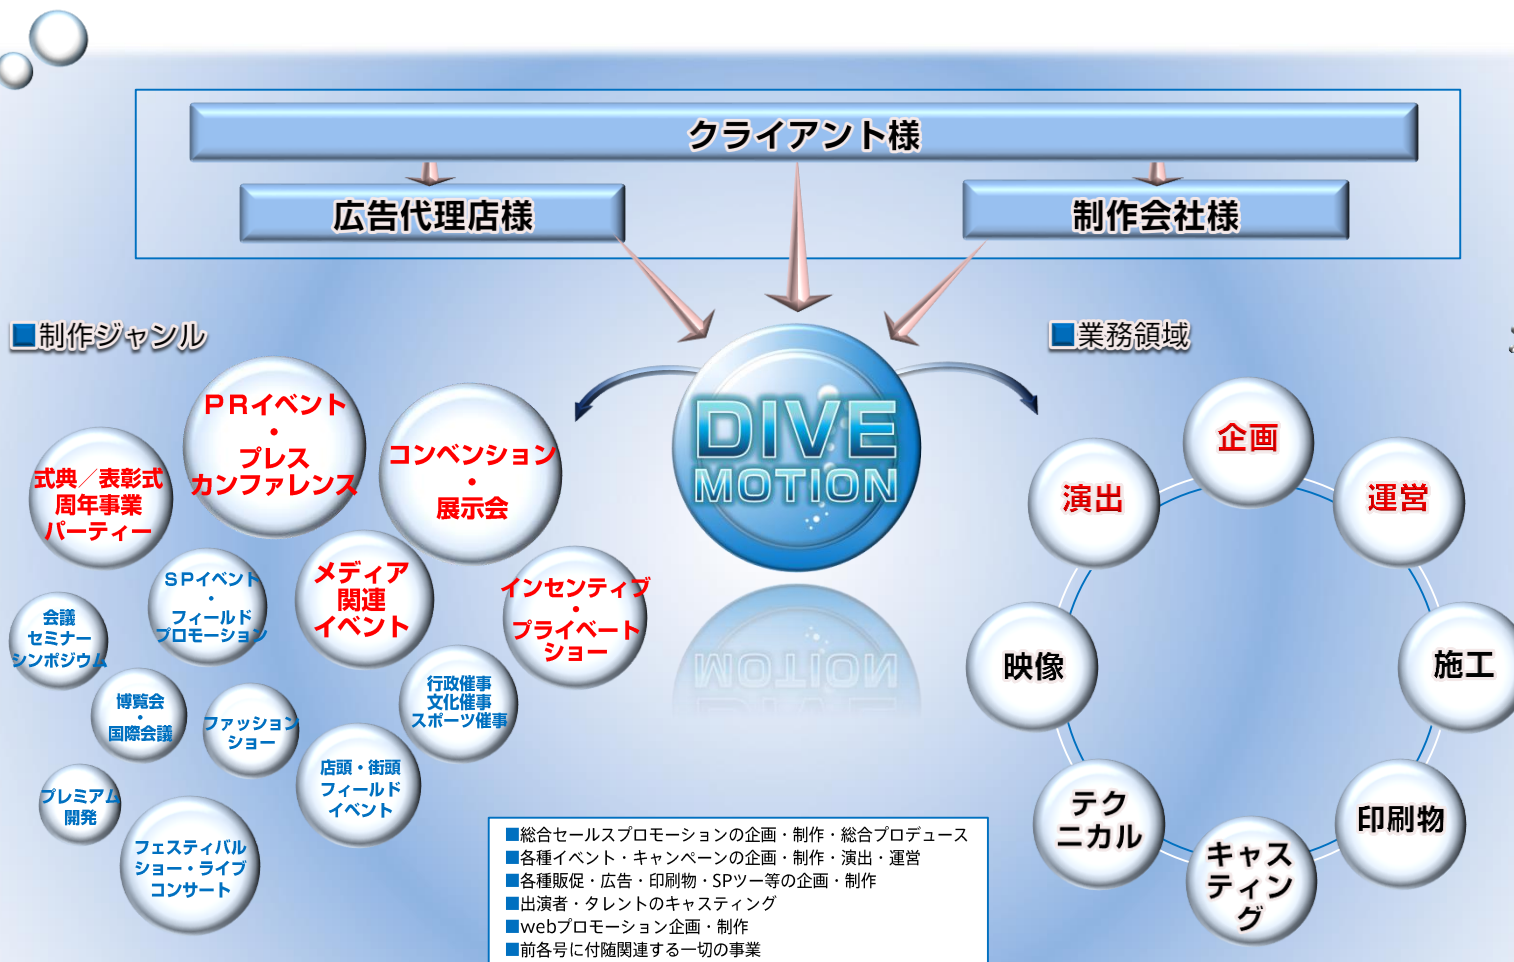 クライアント様
広告代理店様
制作会社様
■制作ジャンル
■業務領域
DIVE
MOTION
PRイベント
・
プレス
カンファレンス
コンベンション
・
展示会
式典／表彰式
周年事業
パーティー
SPイベント
・
フィールド
プロモーション
メディア
関連
イベント
インセンティブ
・
プライベート
ショー
会議
セミナー
シンポジウム
博覧会
・
国際会議
ファッション
ショー
行政催事
文化催事
スポーツ催事
店頭・街頭
フィールド
イベント
プレミアム
開発
フェスティバル
ショー・ライブ
コンサート
企画
運営
施工
印刷物
キャス
ティン
グ
テク
ニカル
映像
演出
■総合セールスプロモーションの企画・制作・総合プロデュース
■各種イベント・キャンペーンの企画・制作・演出・運営
■各種販促・広告・印刷物・SPツー等の企画・制作
■出演者・タレントのキャスティング
■webプロモーション企画・制作
■前各号に付随関連する一切の事業